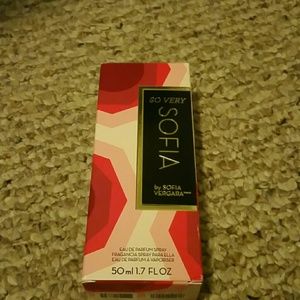 SO VERY
SOFIA
by SOFIA
VERGARA
EAU DE PARFUM SPRAY
FRAGANCIA SPRAY PARA ELLA
EAU DE PARFUM À VAPORISER
50 ml 1.7 FL OZ